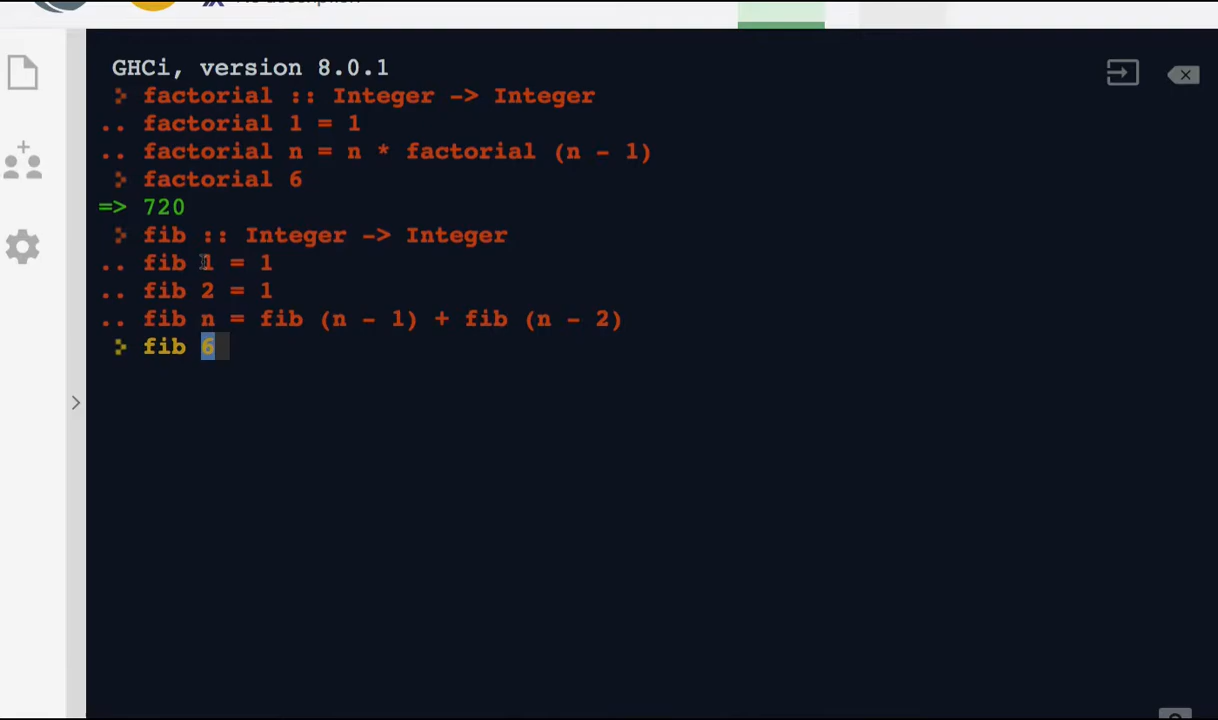 GHCi, version 8.0.1
factorial :: Integer -> Integer
.. factorial 1 = 1
.. factorial n = n * factorial (n - 1)
factorial 6
=> 720
fib :: Integer -> Integer
.. fib 1 = 1
.. fib 2 = 1
.. fib n = fib (n - 1) + fib (n - 2)
fib 6